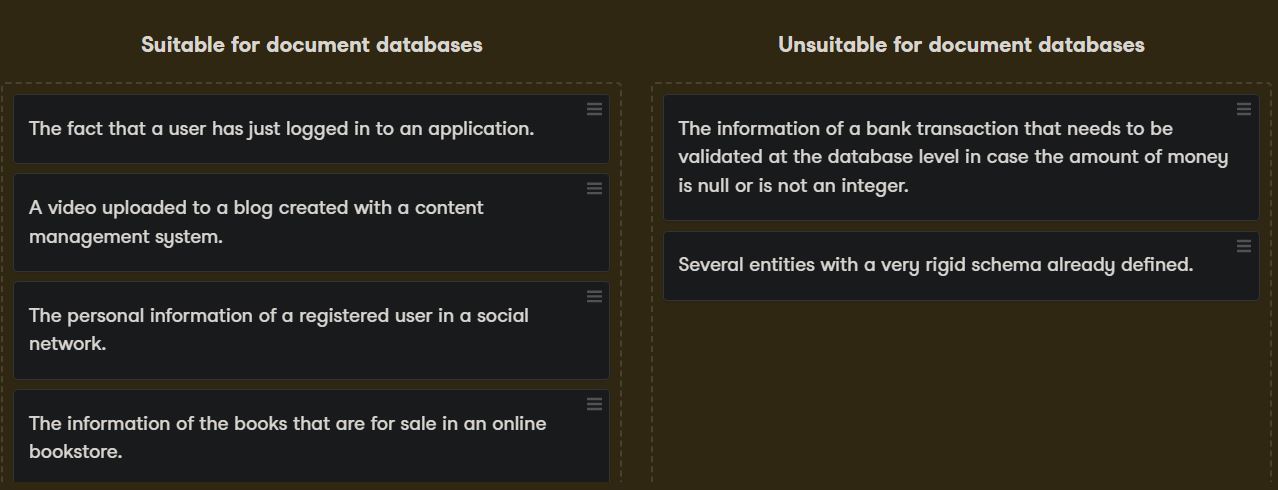 Suitable for document databases
The fact that a user has just logged in to an application.
A video uploaded to a blog created with a content
management system.
The personal information of a registered user in a social
network.
The information of the books that are for sale in an online
bookstore.
Unsuitable for document databases
The information of a bank transaction that needs to be
validated at the database level in case the amount of money
is null or is not an integer.
Several entities with a very rigid schema already defined.